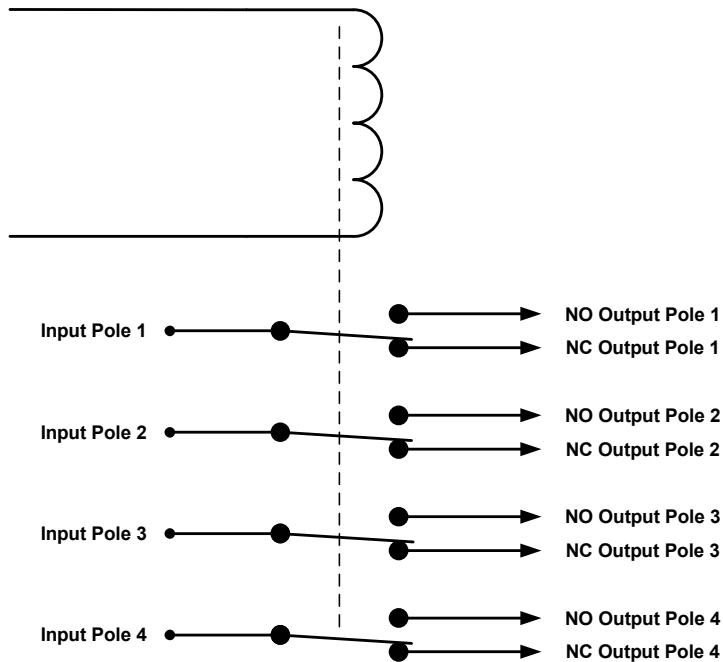 NO Output Pole 1
Input Pole 1
NC Output Pole 1
NO Output Pole 2
Input Pole 2
NC Output Pole 2
NO Output Pole 3
Input Pole 3
NC Output Pole 3
NO Output Pole 4
Input Pole 4
NC Output Pole 4